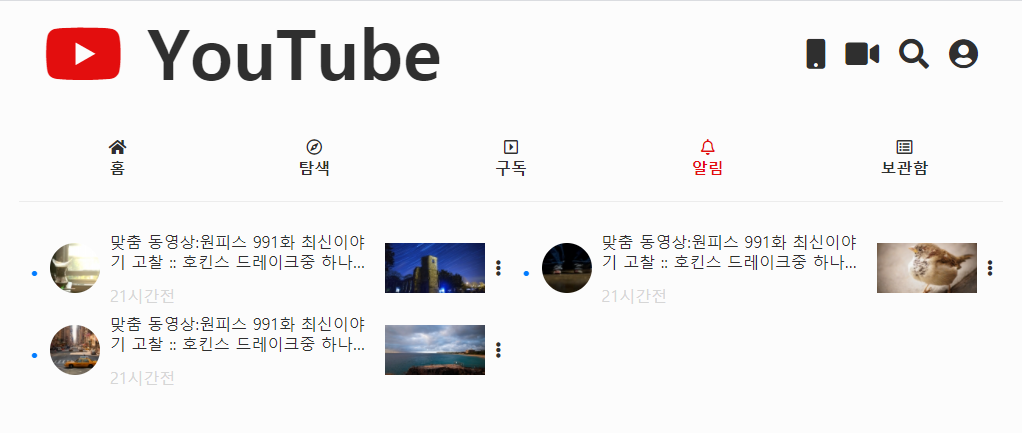 YouTube
홈
탐색
구독
알림
보관함
맞춤 동영상:원피스 991화 최신이야
기 고찰 :: 호킨스 드레이크중 하나...
21시간전
맞춤 동영상:원피스 991화 최신이야
기 고찰 :: 호킨스 드레이크중 하나...
21시간전
맞춤 동영상:원피스 991화 최신이야
기 고찰 :: 호킨스 드레이크중 하나...
21시간전